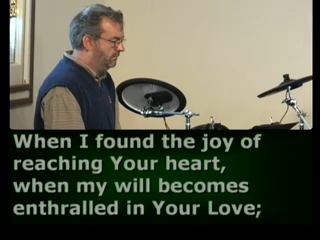 When I found the joy of
reaching Your heart,
when my will becomes
enthralled in Your Love;